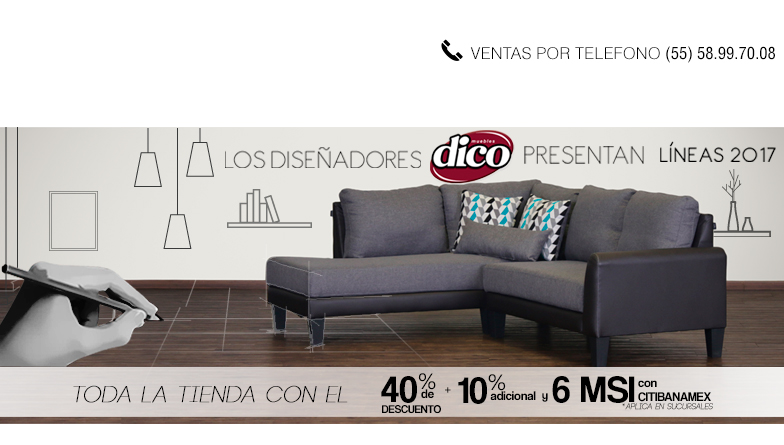 VENTAS POR TELEFONO (55) 58.99.70.08
LOS DISEÑADORES muebles dico PRESENTAN LÍNEAS 2017
TODA LA TIENDA CON EL 40% de DESCUENTO + 10% adicional y 6 MSI con CITIBANAMEX
*APLICA EN SUCURSALES